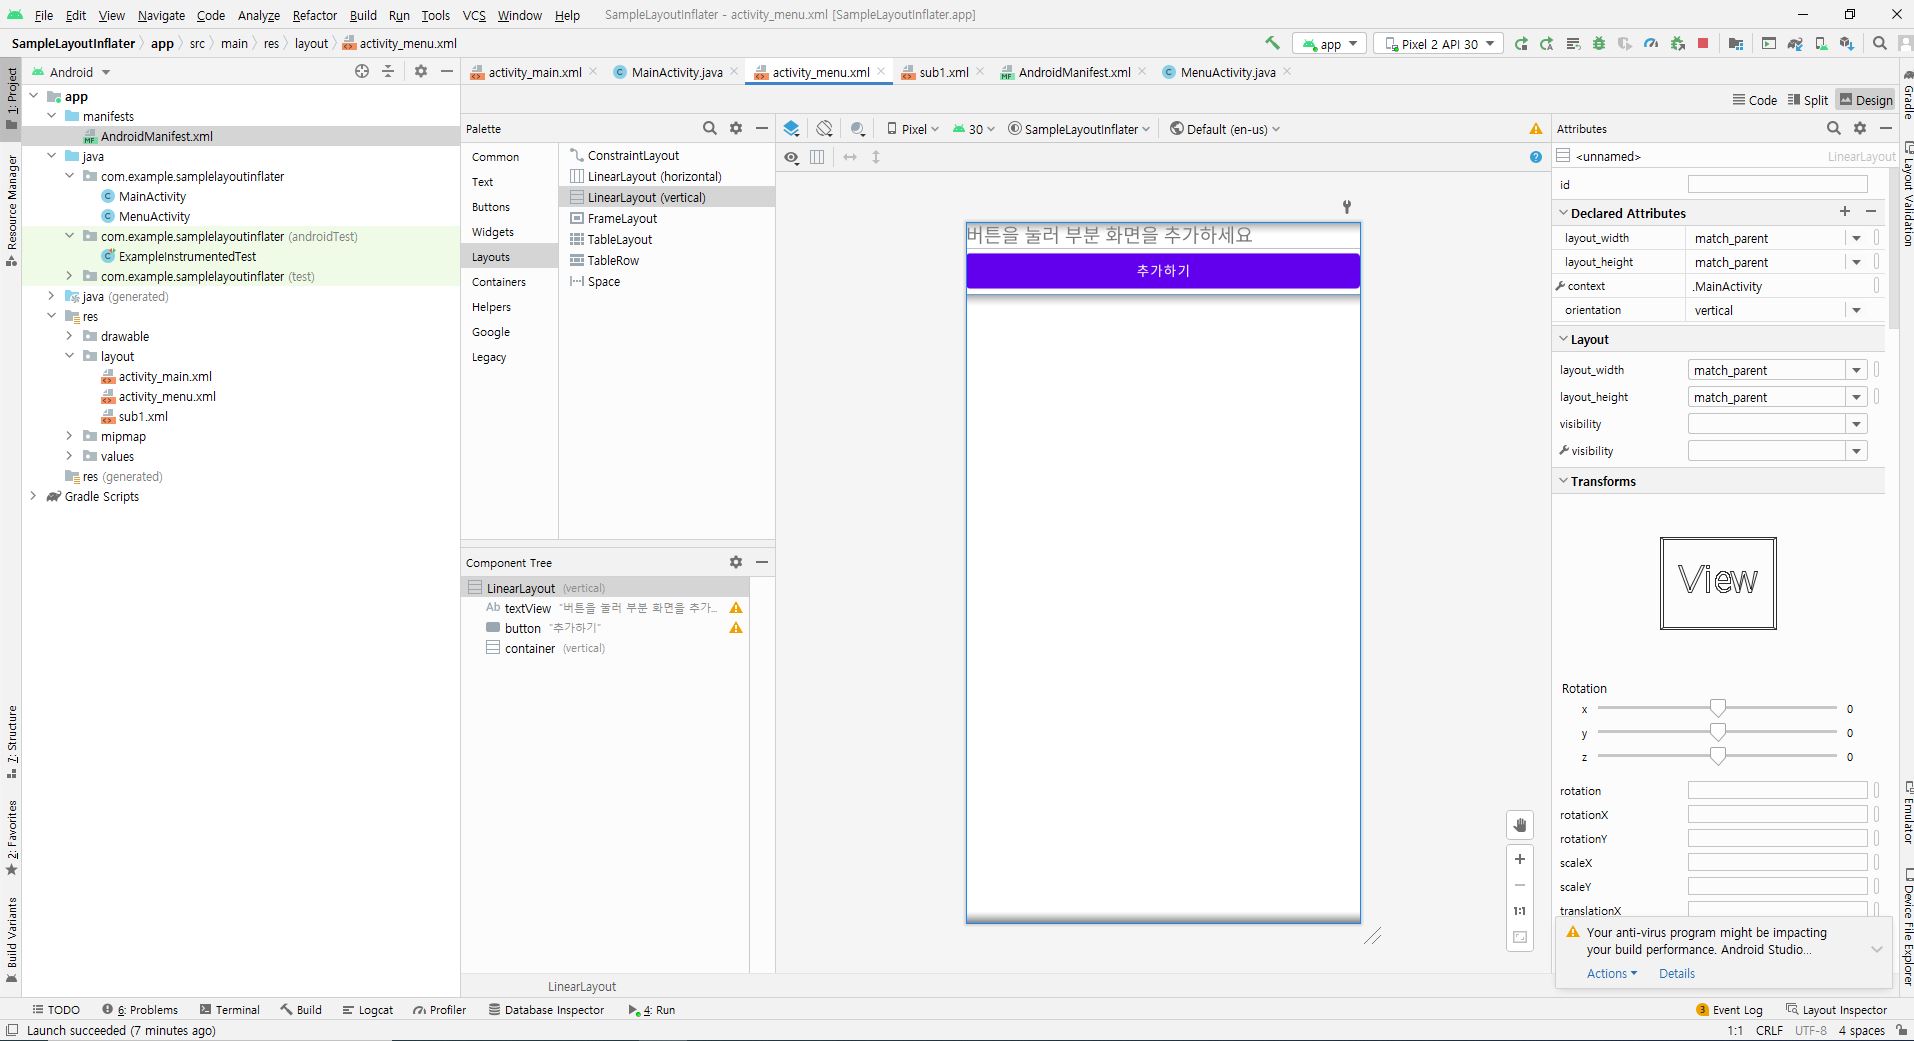 File Edit View Navigate Code Analyze Refactor Build Run Tools VCS Window Help SampleLayoutInflater - activity_menu.xml [SampleLayoutInflater.app]
SampleLayoutInflater app src main res layout activity_menu.xml app Pixel 2 API 30
Android
activity_main.xml MainActivity.java activity_menu.xml sub1.xml AndroidManifest.xml MenuActivity.java
Code Split Design
1: Project
Resource Manager
7: Structure
2: Favorites
Build Variants
app
manifests
AndroidManifest.xml
java
com.example.samplelayoutinflater
MainActivity
MenuActivity
com.example.samplelayoutinflater (androidTest)
ExampleInstrumentedTest
com.example.samplelayoutinflater (test)
java (generated)
res
drawable
layout
activity_main.xml
activity_menu.xml
sub1.xml
mipmap
values
res (generated)
Gradle Scripts
Palette
Common
Text
Buttons
Widgets
Layouts
Containers
Helpers
Google
Legacy
ConstraintLayout
LinearLayout (horizontal)
LinearLayout (vertical)
FrameLayout
TableLayout
TableRow
Space
Component Tree
LinearLayout (vertical)
Ab textView "버튼을 눌러 부분 화면을 추가...
button "추가하기"
container (vertical)
Pixel 30 SampleLayoutInflater Default (en-us)
버튼을 눌러 부분 화면을 추가하세요
추가하기
1:1
LinearLayout
Attributes
<unnamed> LinearLayout
id
Declared Attributes
layout_width match_parent
layout_height match_parent
context .MainActivity
orientation vertical
Layout
layout_width match_parent
layout_height match_parent
visibility
visibility
Transforms
View
Rotation
x 0
y 0
z 0
rotation
rotationX
rotationY
scaleX
scaleY
translationX
Your anti-virus program might be impacting
your build performance. Android Studio...
Actions Details
Gradle
Layout Validation
Emulator
Device File Explorer
TODO 6: Problems Terminal Build Logcat Profiler Database Inspector 4: Run 3 Event Log Layout Inspector
Launch succeeded (7 minutes ago) 1:1 CRLF UTF-8 4 spaces